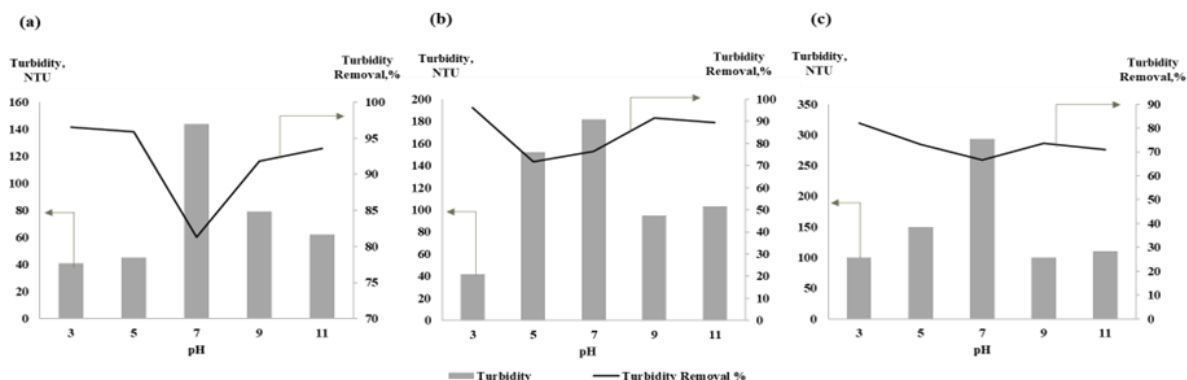 (a)
Turbidity,
NTU
Turbidity
Removal,%
160
140
120
100
80
60
40
20
0
100
95
90
85
80
75
70
3 5 7 9 11
pH
(b)
Turbidity,
NTU
Turbidity
Removal,%
200
180
160
140
120
100
80
60
40
20
0
100
90
80
70
60
50
40
30
20
10
0
3 5 7 9 11
pH
(c)
Turbidity,
NTU
Turbidity
Removal,%
350
300
250
200
150
100
50
0
90
80
70
60
50
40
30
20
10
0
3 5 7 9 11
pH
Turbidity Turbidity Removal %